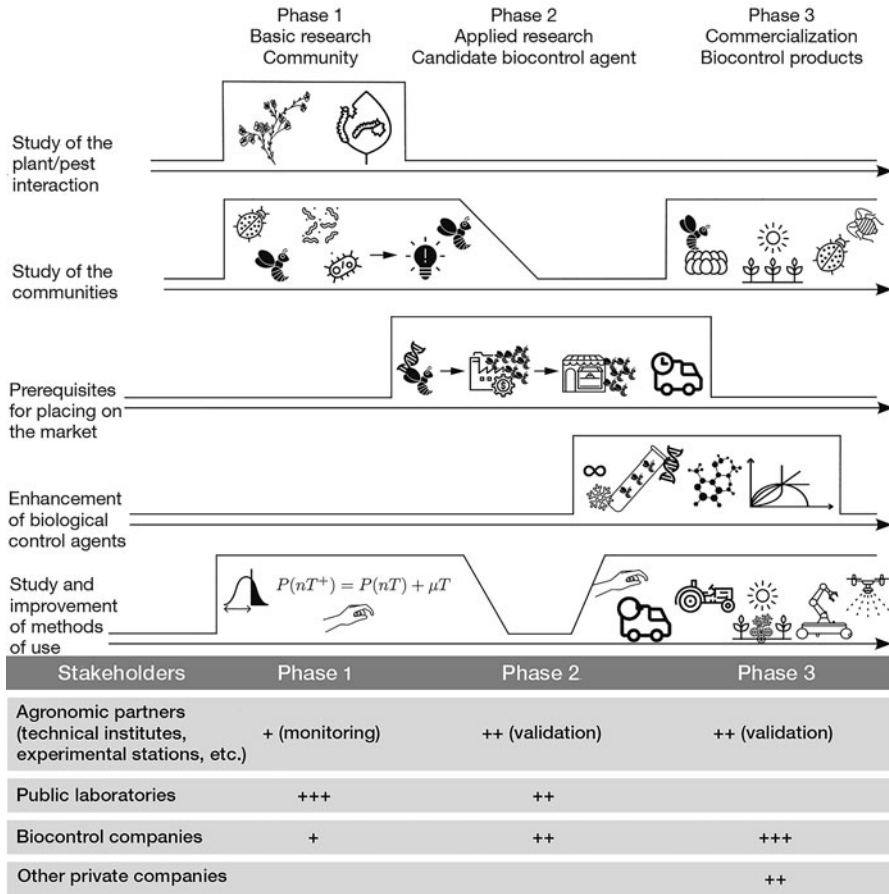 Phase 1
Basic research
Community
Phase 2
Applied research
Candidate biocontrol agent
Phase 3
Commercialization
Biocontrol products
Study of the
plant/pest
interaction
Study of the
communities
Prerequisites
for placing on
the market
Enhancement
of biological
control agents
Study and
improvement
of methods
of use
P(nT⁺) = P(nT) + μT
Stakeholders Phase 1 Phase 2 Phase 3
Agronomic partners
(technical institutes,
experimental stations, etc.)
+ (monitoring) ++ (validation) ++ (validation)
Public laboratories +++ ++
Biocontrol companies + ++ +++
Other private companies ++